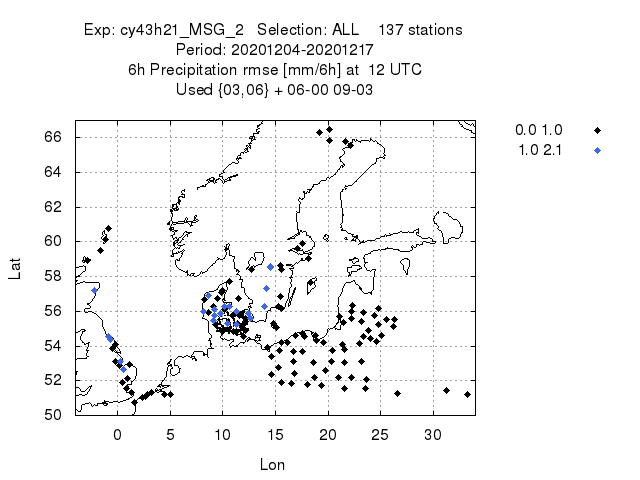 Exp: cy43h21_MSG_2 Selection: ALL 137 stations
Period: 20201204-20201217
6h Precipitation rmse [mm/6h] at 12 UTC
Used {03,06} + 06-00 09-03
0.0 1.0
1.0 2.1
66
64
62
60
58
56
54
52
50
Lat
0 5 10 15 20 25 30
Lon